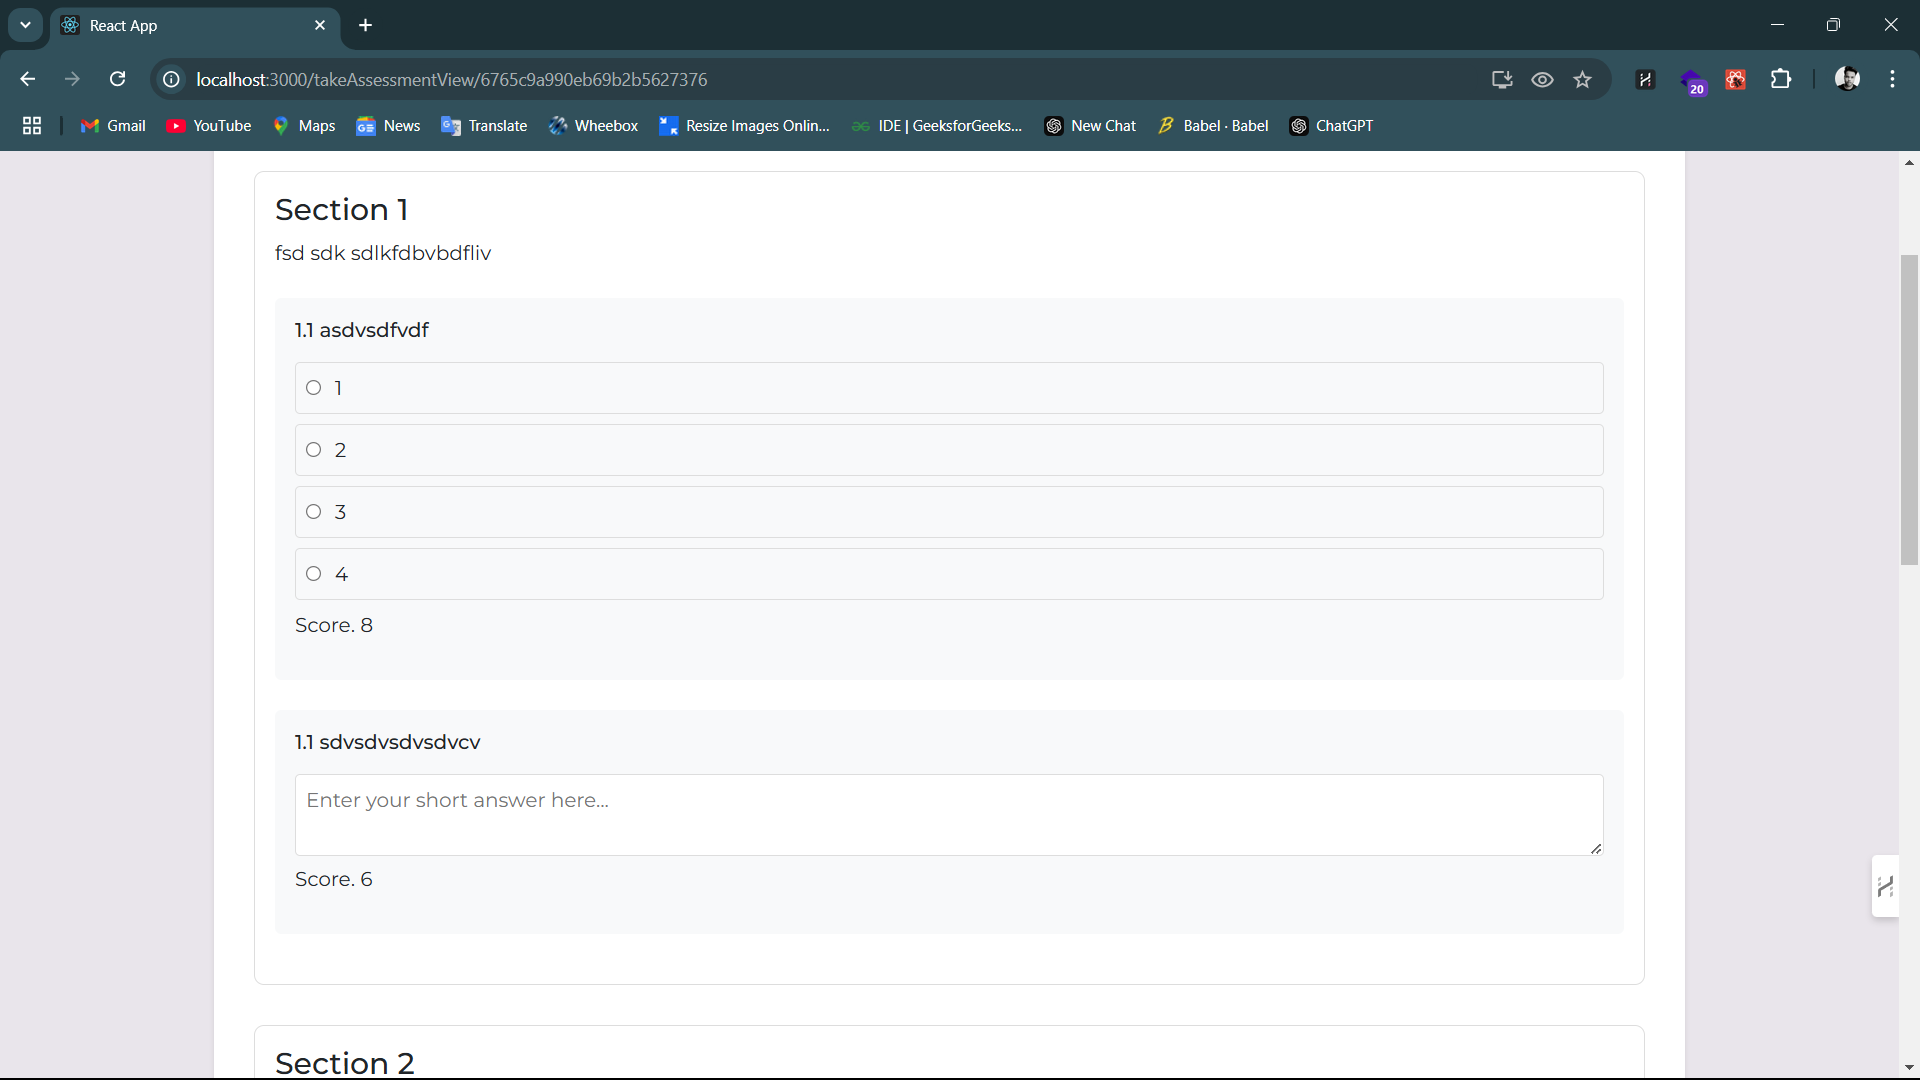 React App
localhost:3000/takeAssessmentView/6765c9a990eb69b2b5627376
20
Gmail YouTube Maps News Translate Wheebox Resize Images Onlin... IDE | GeeksforGeeks... New Chat Babel · Babel ChatGPT
Section 1
fsd sdk sdlkfdbvbdfliv
1.1 asdvsdfvdf
1
2
3
4
Score. 8
1.1 sdvsdvsdvsdvcv
Enter your short answer here...
Score. 6
Section 2